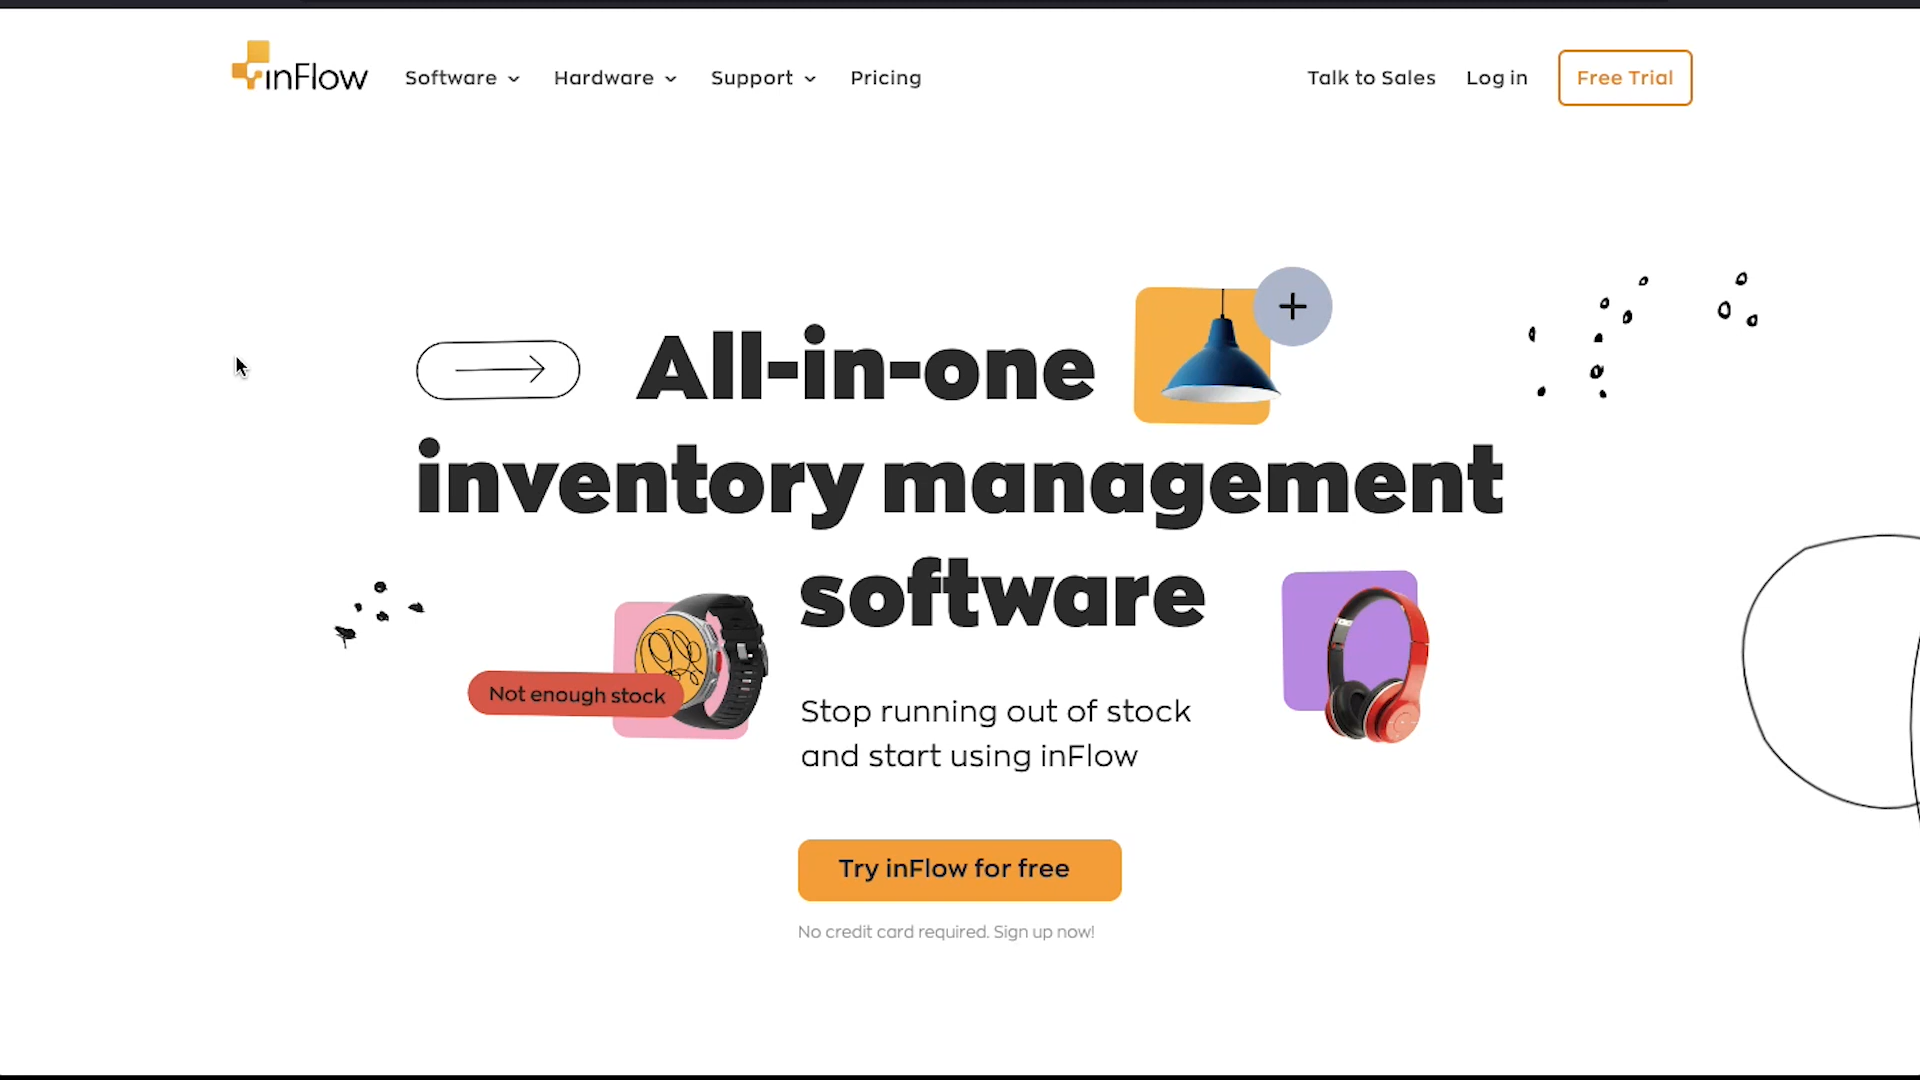 inFlow
Software
Hardware
Support
Pricing
Talk to Sales
Log in
Free Trial
All-in-one
inventory management
software
Not enough stock
Stop running out of stock
and start using inFlow
Try inFlow for free
No credit card required. Sign up now!